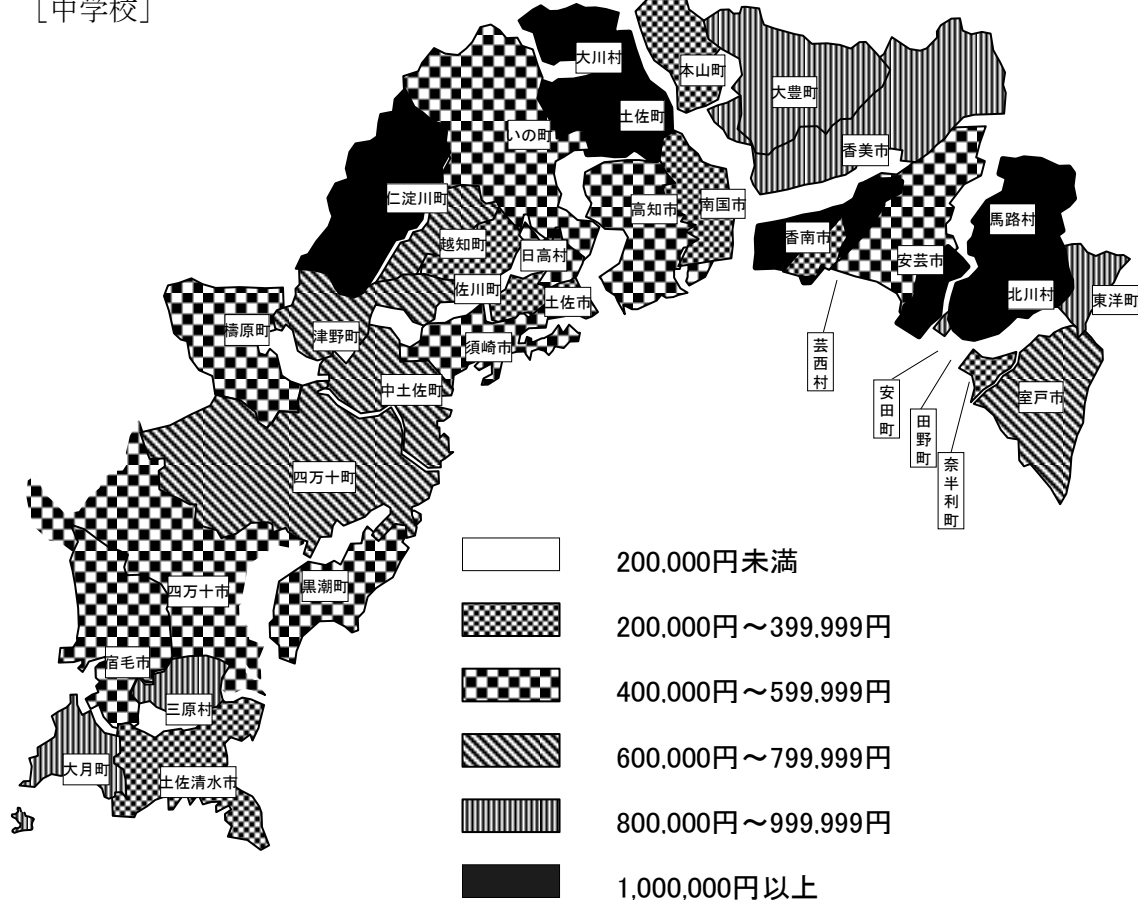 ［中学校］
大川村
本山町
大豊町
土佐町
いの町
香美市
仁淀川町
高知市
南国市
馬路村
越知町
日高村
香南市
安芸市
佐川町
土佐市
北川村
東洋町
檮原町
津野町
須崎市
芸西村
中土佐町
安田町
田野町
奈半利町
室戸市
四万十町
四万十市
黒潮町
宿毛市
三原村
大月町
土佐清水市
200,000円未満
200,000円～399,999円
400,000円～599,999円
600,000円～799,999円
800,000円～999,999円
1,000,000円以上